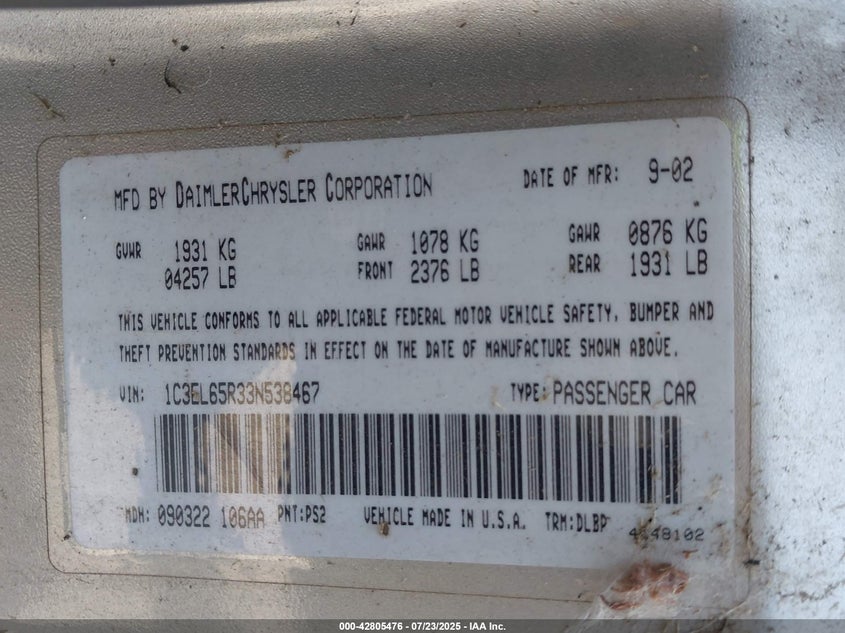 MFD BY DAIMLERCHRYSLER CORPORATION DATE OF MFR: 9-02
GVWR 1931 KG GAWR 1078 KG GAWR 0876 KG
04257 LB FRONT 2376 LB REAR 1931 LB
THIS VEHICLE CONFORMS TO ALL APPLICABLE FEDERAL MOTOR VEHICLE SAFETY, BUMPER AND
THEFT PREVENTION STANDARDS IN EFFECT ON THE DATE OF MANUFACTURE SHOWN ABOVE.
VIN: 1C3EL65R33N538467 TYPE: PASSENGER CAR
MDH: 090322 106AA PNT:PS2 VEHICLE MADE IN U.S.A. TRM:DLBP
000-42805476 - 07/23/2025 - IAA Inc.